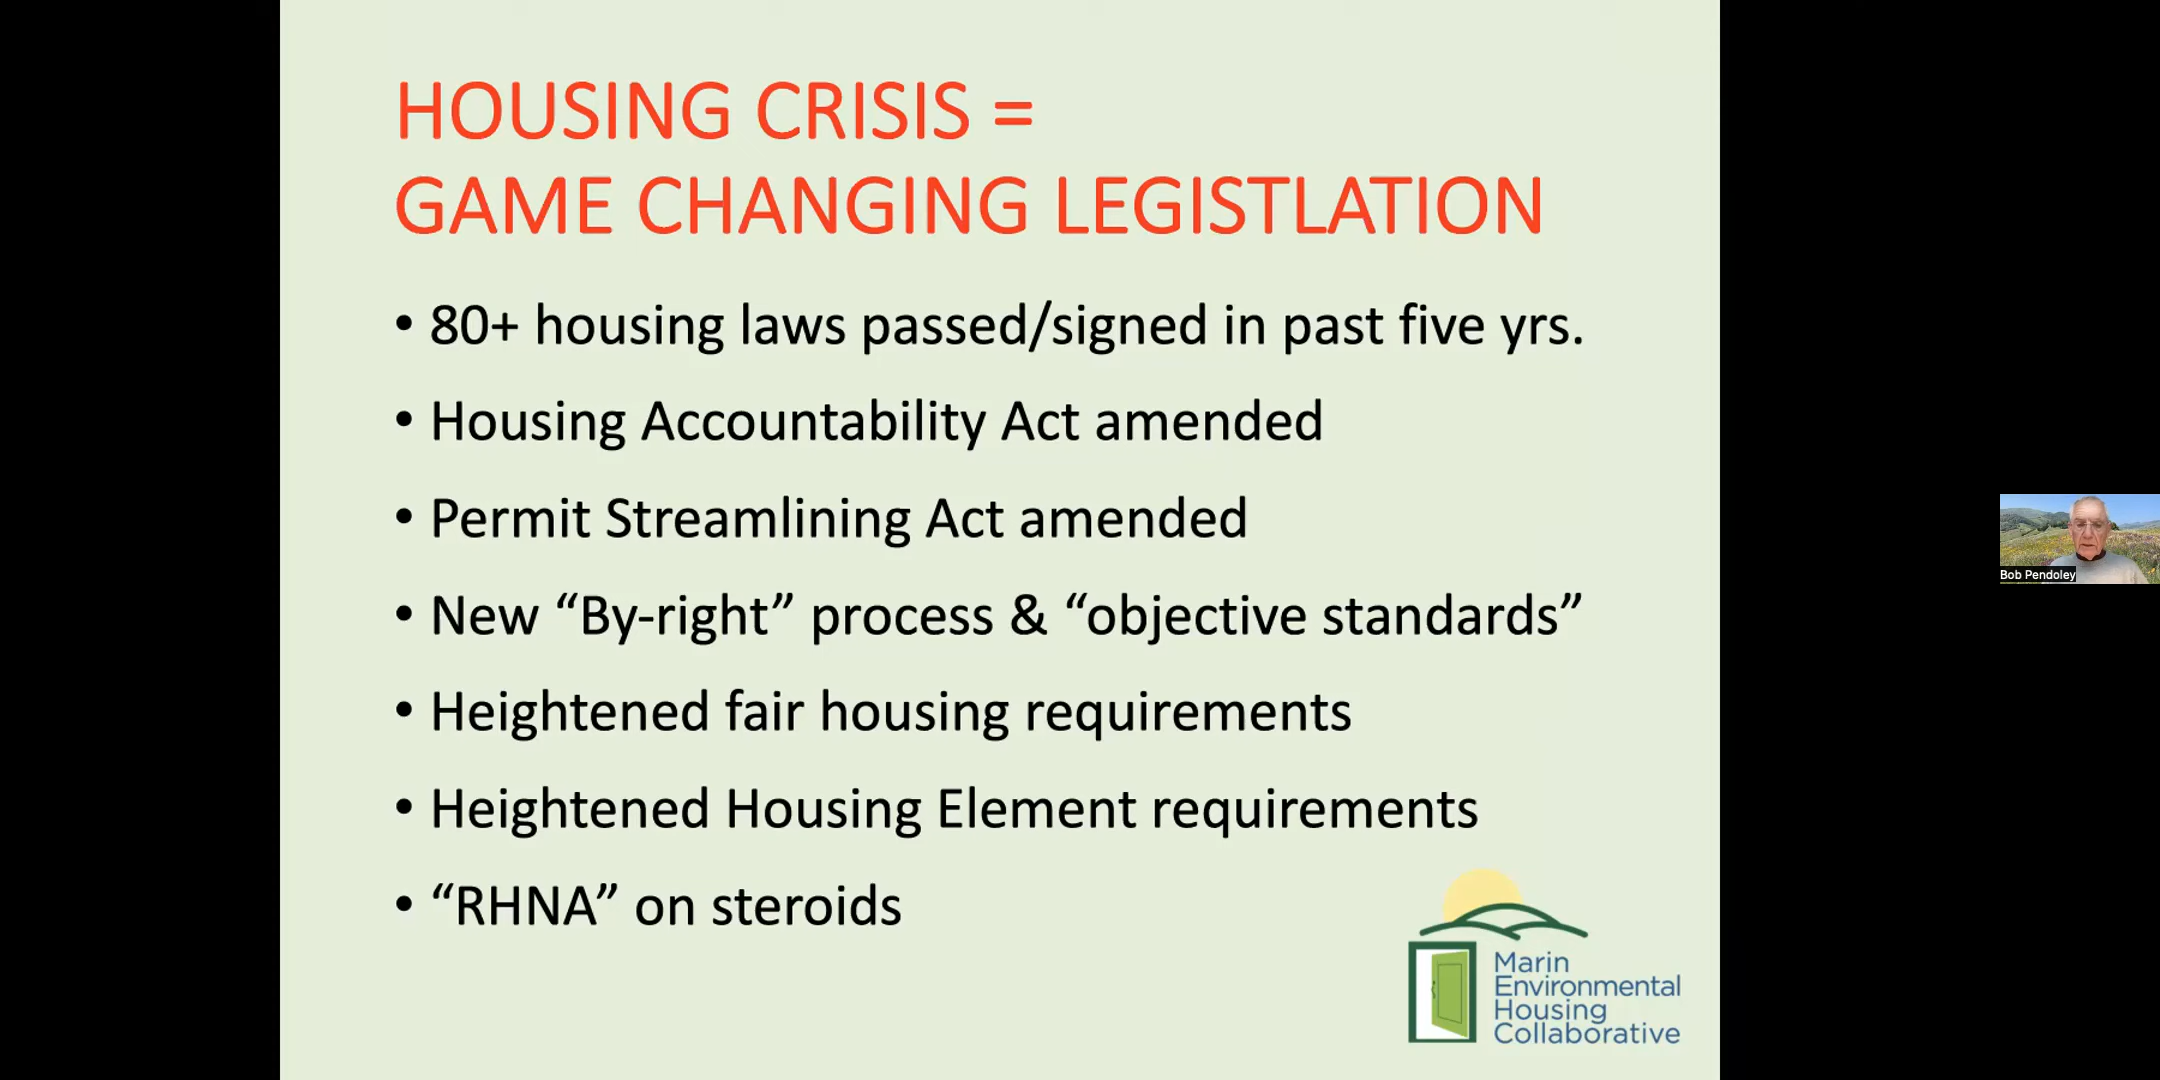 HOUSING CRISIS =
GAME CHANGING LEGISTLATION
• 80+ housing laws passed/signed in past five yrs.
• Housing Accountability Act amended
• Permit Streamlining Act amended
• New “By-right” process & “objective standards”
• Heightened fair housing requirements
• Heightened Housing Element requirements
• “RHNA” on steroids
Marin
Environmental
Housing
Collaborative
Bob Pendoley